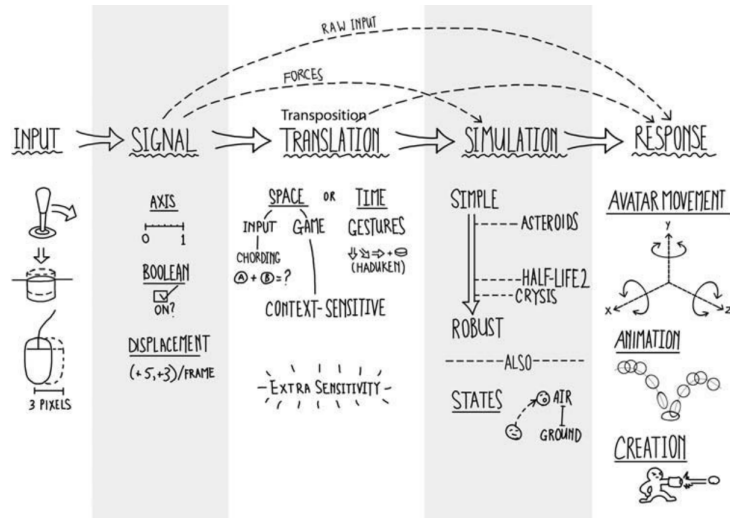 RAW INPUT
FORCES
Transposition
INPUT
SIGNAL
TRANSLATION
SIMULATION
RESPONSE
3 PIXELS
AXIS
0 1
BOOLEAN
ON?
DISPLACEMENT
(+5,+3)/FRAME
SPACE OR TIME
INPUT GAME GESTURES
CHORDING
A + B = ?
+
(HADUKEN)
CONTEXT-SENSITIVE
EXTRA SENSITIVITY
SIMPLE
ASTEROIDS
HALF-LIFE 2
CRYSIS
ROBUST
ALSO
STATES
AIR
GROUND
AVATAR MOVEMENT
Y
X Z
ANIMATION
CREATION